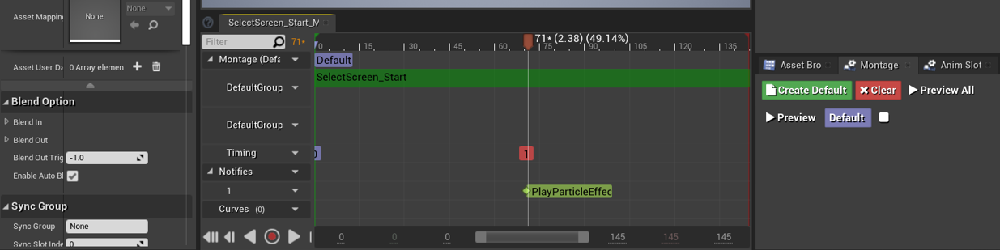 Asset Mappin
None
None
Asset User Da
0 Array elemen
Blend Option
Blend In
Blend Out
Blend Out Trig
-1.0
Enable Auto Bl
Sync Group
Sync Group
None
Sync Slot Inde
0
SelectScreen_Start_M
Filter
71*
71* (2.38) (49.14%)
0 15 30 45 60 75 90 105 120 135
Montage (Defa
Default
SelectScreen_Start
DefaultGroup
DefaultGroup
Timing
1
Notifies
1
PlayParticleEffec
Curves (0)
0 0 0 145 145 145
Asset Bro
Montage
Anim Slot
Create Default
Clear
Preview All
Preview
Default